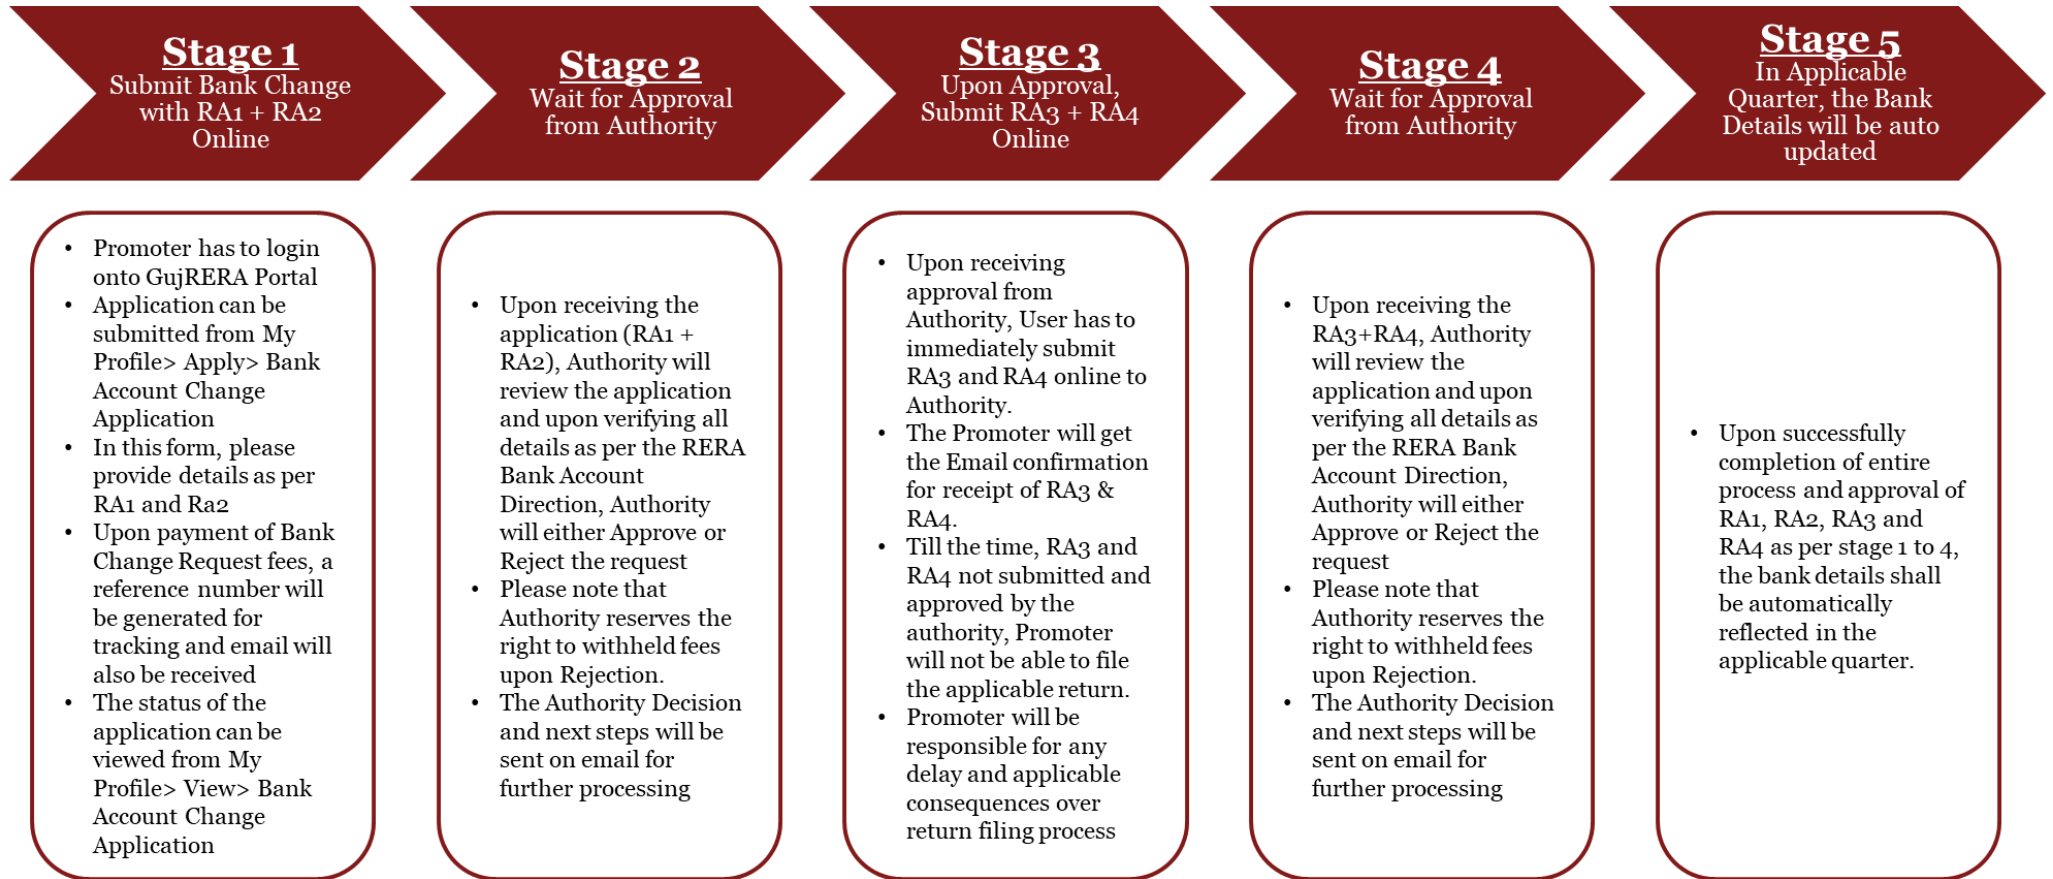 Stage 1
Submit Bank Change
with RA1 + RA2
Online
Stage 2
Wait for Approval
from Authority
Stage 3
Upon Approval,
Submit RA3 + RA4
Online
Stage 4
Wait for Approval
from Authority
Stage 5
In Applicable
Quarter, the Bank
Details will be auto
updated
• Promoter has to login
onto GujRERA Portal
• Application can be
submitted from My
Profile> Apply> Bank
Account Change
Application
• In this form, please
provide details as per
RA1 and Ra2
• Upon payment of Bank
Change Request fees, a
reference number will
be generated for
tracking and email will
also be received
• The status of the
application can be
viewed from My
Profile> View> Bank
Account Change
Application
• Upon receiving the
application (RA1 +
RA2), Authority will
review the application
and upon verifying all
details as per the RERA
Bank Account
Direction, Authority
will either Approve or
Reject the request
• Please note that
Authority reserves the
right to withheld fees
upon Rejection.
• The Authority Decision
and next steps will be
sent on email for
further processing
• Upon receiving
approval from
Authority, User has to
immediately submit
RA3 and RA4 online to
Authority.
• The Promoter will get
the Email confirmation
for receipt of RA3 &
RA4.
• Till the time, RA3 and
RA4 not submitted and
approved by the
authority, Promoter
will not be able to file
the applicable return.
• Promoter will be
responsible for any
delay and applicable
consequences over
return filing process
• Upon receiving the
RA3+RA4, Authority
will review the
application and upon
verifying all details as
per the RERA Bank
Account Direction,
Authority will either
Approve or Reject the
request
• Please note that
Authority reserves the
right to withheld fees
upon Rejection.
• The Authority Decision
and next steps will be
sent on email for
further processing
• Upon successfully
completion of entire
process and approval of
RA1, RA2, RA3 and
RA4 as per stage 1 to 4,
the bank details shall
be automatically
reflected in the
applicable quarter.